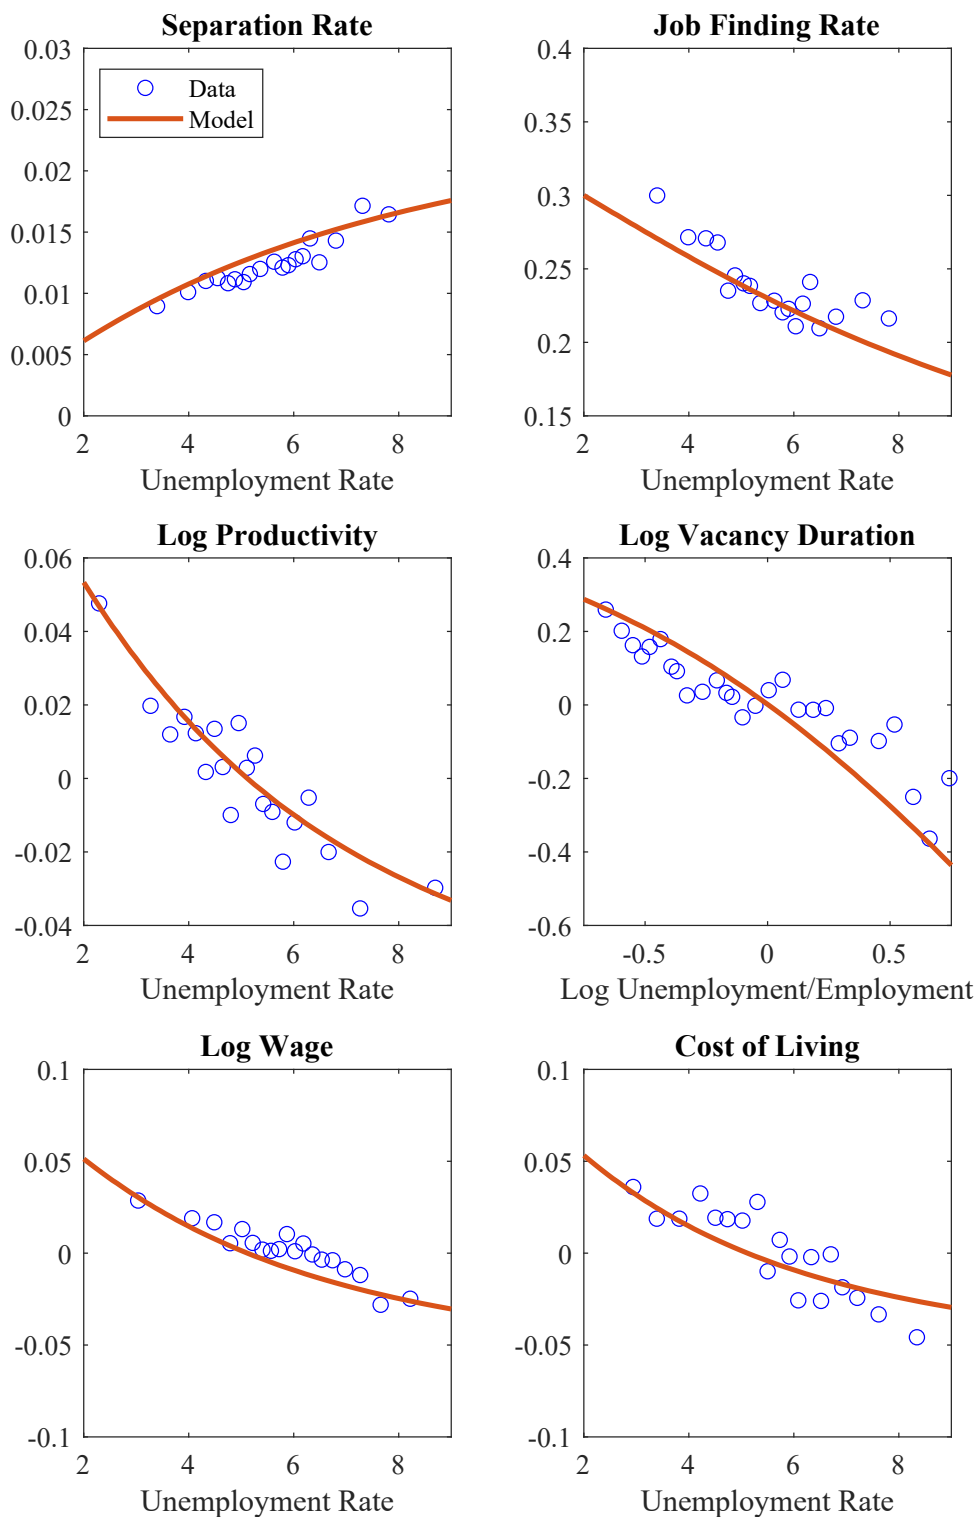 Separation Rate
0.03
0.025
0.02
0.015
0.01
0.005
0
Data
Model
2 4 6 8
Unemployment Rate
Job Finding Rate
0.4
0.35
0.3
0.25
0.2
0.15
2 4 6 8
Unemployment Rate
Log Productivity
0.06
0.04
0.02
0
-0.02
-0.04
2 4 6 8
Unemployment Rate
Log Vacancy Duration
0.4
0.2
0
-0.2
-0.4
-0.6
-0.5 0 0.5
Log Unemployment/Employment
Log Wage
0.1
0.05
0
-0.05
-0.1
2 4 6 8
Unemployment Rate
Cost of Living
0.1
0.05
0
-0.05
-0.1
2 4 6 8
Unemployment Rate